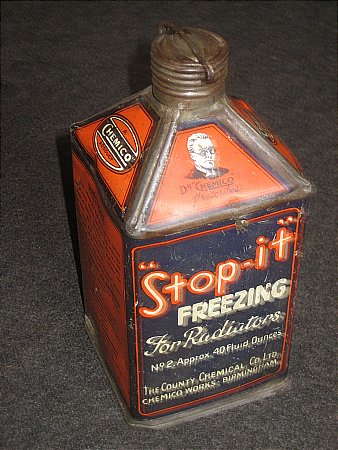 CHEMICO
DR "CHEMICO"
Prescribes
"Stop-it"
FREEZING
For Radiators.
No 2. Approx. 40 Fluid Ounces
THE COUNTY CHEMICAL CO. LTD.
CHEMICO WORKS, BIRMINGHAM.